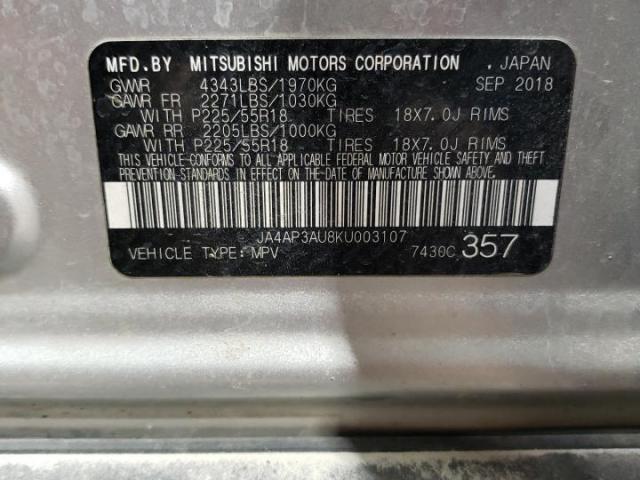 MFD.BY MITSUBISHI MOTORS CORPORATION , JAPAN
GVWR 4343LBS/1970KG SEP 2018
GAWR FR 2271LBS/1030KG
WITH P225/55R18 TIRES 18X7.0J RIMS
GAWR RR 2205LBS/1000KG
WITH P225/55R18 TIRES 18X7.0J RIMS
THIS VEHICLE CONFORMS TO ALL APPLICABLE FEDERAL MOTOR VEHICLE SAFETY AND THEFT
PREVENTION STANDARDS IN EFFECT ON THE DATE OF MANUFACTURE SHOWN ABOVE.
JA4AP3AU8KU003107
VEHICLE TYPE:MPV 7430C 357